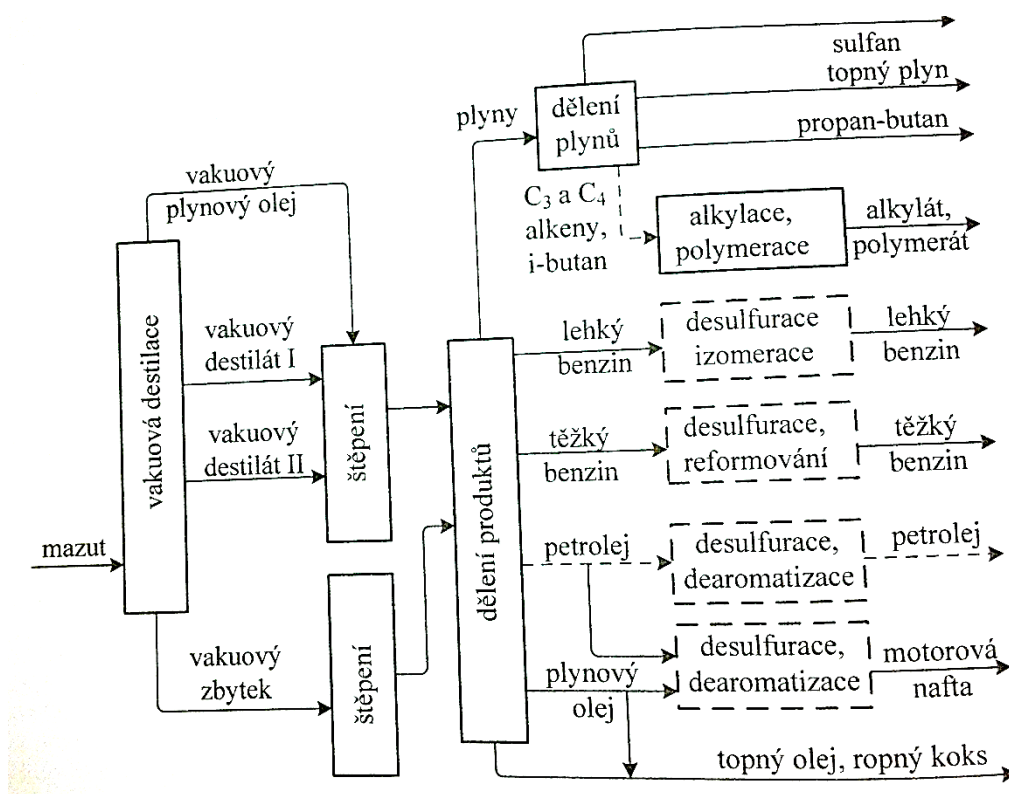 sulfan
topný plyn
propan-butan
plyny
dělení
plynů
C₃ a C₄
alkeny,
i-butan
alkylace,
polymerace
alkylát,
polymerát
vakuový
plynový olej
vakuová destilace
vakuový
destilát I
vakuový
destilát II
štěpení
mazut
vakuový
zbytek
štěpení
dělení produktů
lehký
benzin
desulfurace
izomerace
lehký
benzin
těžký
benzin
desulfurace,
reformování
těžký
benzin
petrolej
desulfurace,
dearomatizace
petrolej
plynový
olej
desulfurace,
dearomatizace
motorová
nafta
topný olej, ropný koks